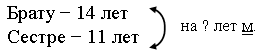 Брату – 14 лет
на ? лет м.
Сестре – 11 лет